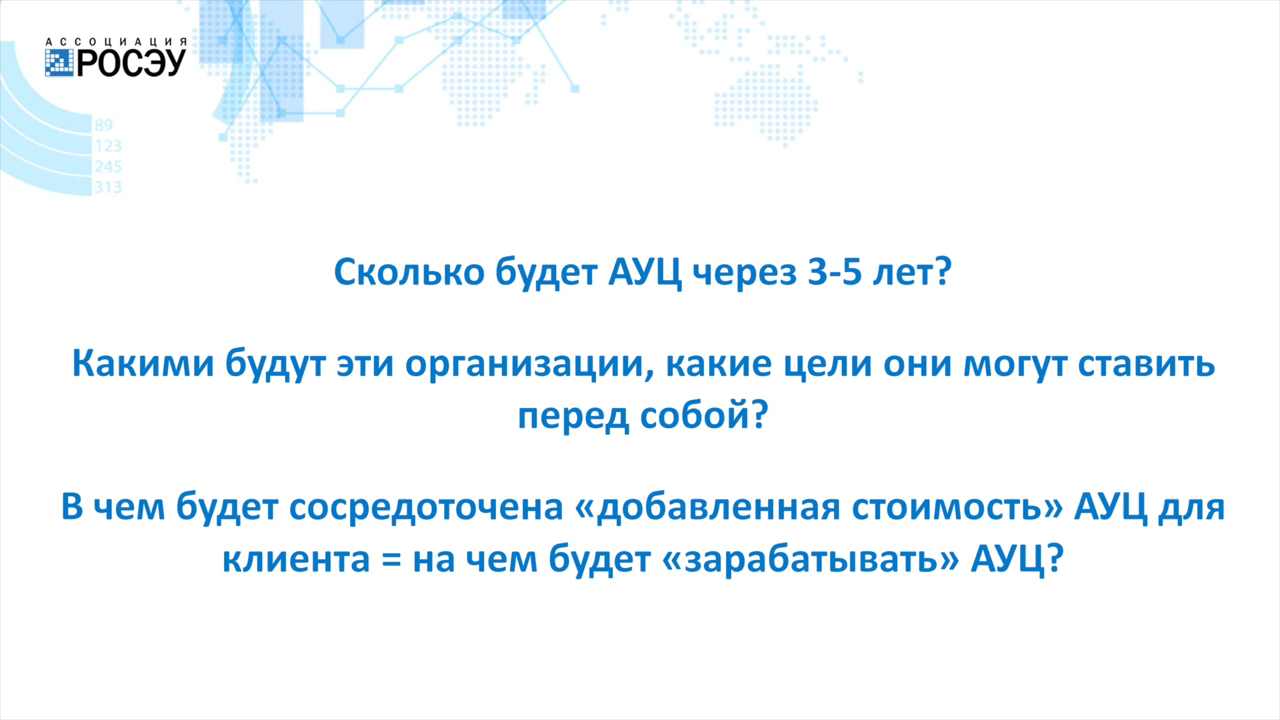 АССОЦИАЦИЯ
РОСЭУ
89
123
245
313
Сколько будет АУЦ через 3-5 лет?
Какими будут эти организации, какие цели они могут ставить
перед собой?
В чем будет сосредоточена «добавленная стоимость» АУЦ для
клиента = на чем будет «зарабатывать» АУЦ?